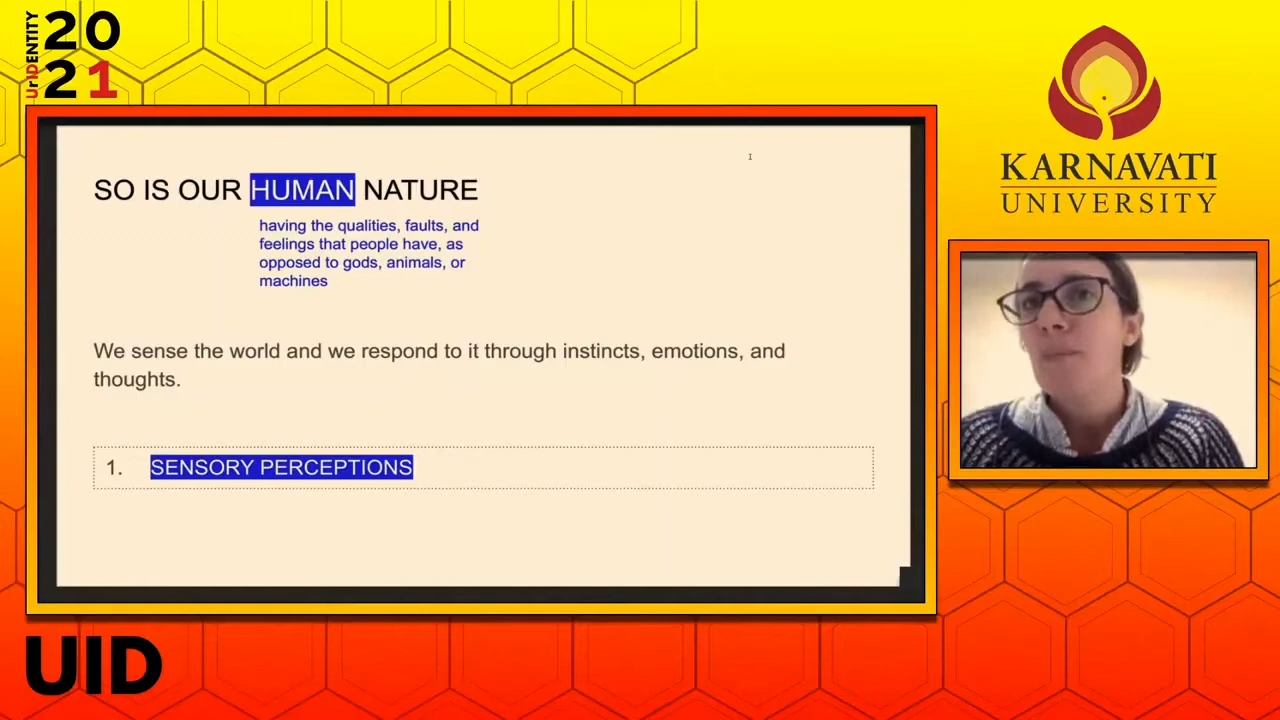 UrIDENTITY
20
21
SO IS OUR HUMAN NATURE
having the qualities, faults, and
feelings that people have, as
opposed to gods, animals, or
machines
We sense the world and we respond to it through instincts, emotions, and
thoughts.
1. SENSORY PERCEPTIONS
KARNAVATI
UNIVERSITY
UID